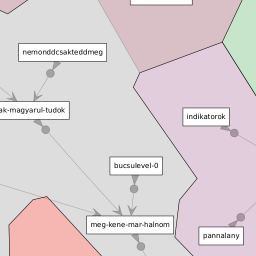 nemonddcsakteddmeg
ak-magyarul-tudok
indikatorok
bucsulevel-0
meg-kene-mar-halnom
pannalany